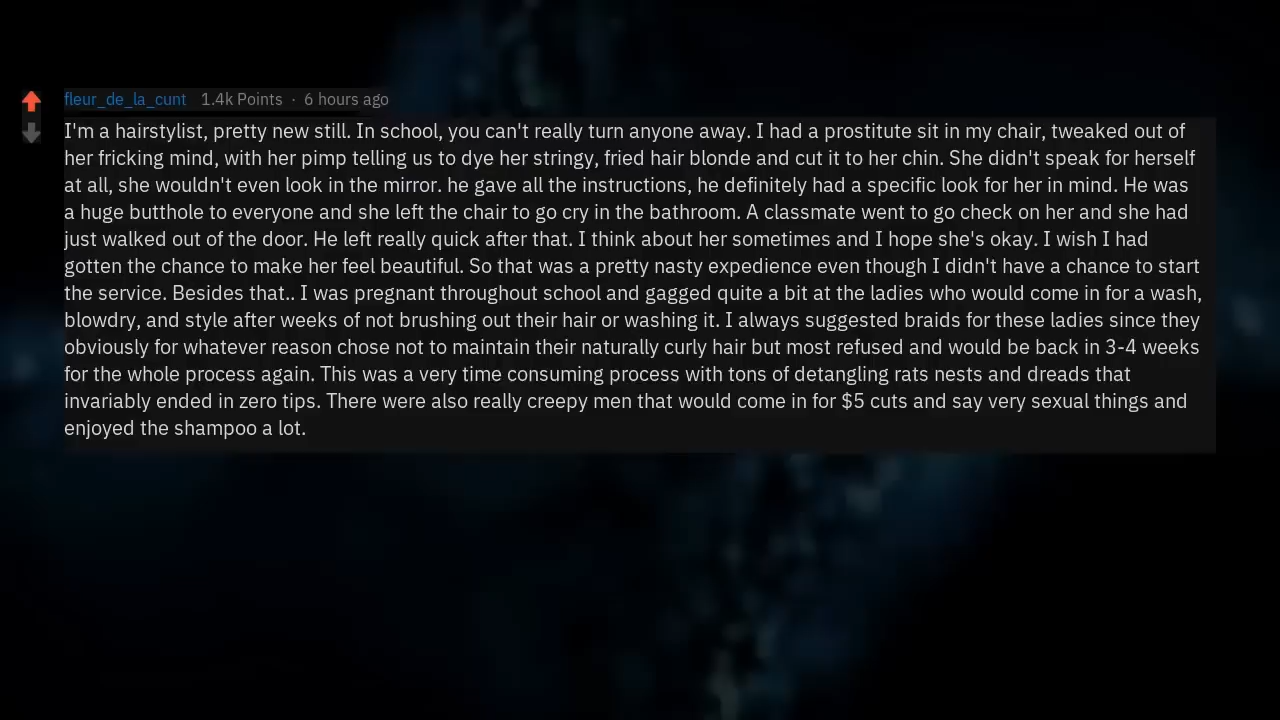 fleur_de_la_cunt 1.4k Points · 6 hours ago
I'm a hairstylist, pretty new still. In school, you can't really turn anyone away. I had a prostitute sit in my chair, tweaked out of
her fricking mind, with her pimp telling us to dye her stringy, fried hair blonde and cut it to her chin. She didn't speak for herself
at all, she wouldn't even look in the mirror. he gave all the instructions, he definitely had a specific look for her in mind. He was
a huge butthole to everyone and she left the chair to go cry in the bathroom. A classmate went to go check on her and she had
just walked out of the door. He left really quick after that. I think about her sometimes and I hope she's okay. I wish I had
gotten the chance to make her feel beautiful. So that was a pretty nasty expedience even though I didn't have a chance to start
the service. Besides that.. I was pregnant throughout school and gagged quite a bit at the ladies who would come in for a wash,
blowdry, and style after weeks of not brushing out their hair or washing it. I always suggested braids for these ladies since they
obviously for whatever reason chose not to maintain their naturally curly hair but most refused and would be back in 3-4 weeks
for the whole process again. This was a very time consuming process with tons of detangling rats nests and dreads that
invariably ended in zero tips. There were also really creepy men that would come in for $5 cuts and say very sexual things and
enjoyed the shampoo a lot.